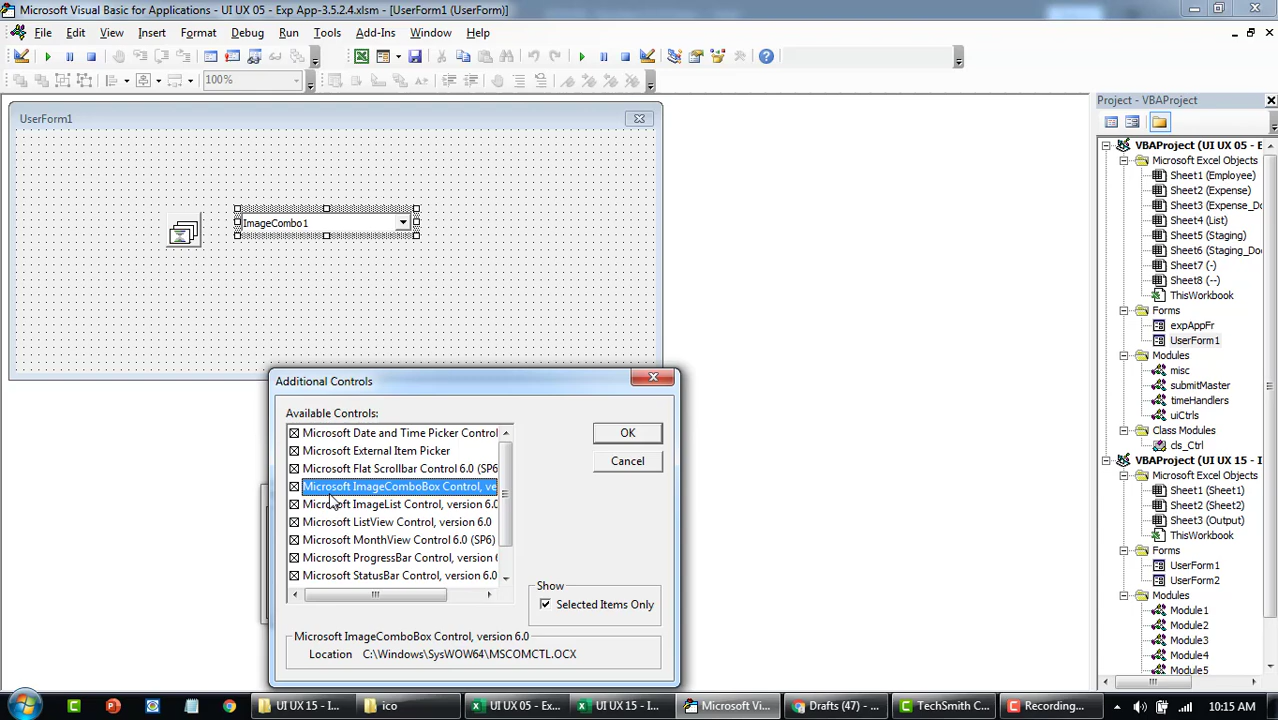 Microsoft Visual Basic for Applications - UI UX 05 - Exp App-3.5.2.4.xlsm - [UserForm1 (UserForm)]
File Edit View Insert Format Debug Run Tools Add-Ins Window Help
100%
UserForm1
ImageCombo1
Additional Controls
Available Controls:
Microsoft Date and Time Picker Control
Microsoft External Item Picker
Microsoft Flat Scrollbar Control 6.0 (SP6
Microsoft ImageComboBox Control, ve
Microsoft ImageList Control, version 6.0
Microsoft ListView Control, version 6.0
Microsoft MonthView Control 6.0 (SP6)
Microsoft ProgressBar Control, version 6
Microsoft StatusBar Control, version 6.0
OK
Cancel
Show
Selected Items Only
Microsoft ImageComboBox Control, version 6.0
Location C:\Windows\SysWOW64\MSCOMCTL.OCX
Project - VBAProject
VBAProject (UI UX 05 - E
Microsoft Excel Objects
Sheet1 (Employee)
Sheet2 (Expense)
Sheet3 (Expense_Do
Sheet4 (List)
Sheet5 (Staging)
Sheet6 (Staging_Doc
Sheet7 (-)
Sheet8 (--)
ThisWorkbook
Forms
expAppFr
UserForm1
Modules
misc
submitMaster
timeHandlers
uiCtrls
Class Modules
cls_Ctrl
VBAProject (UI UX 15 - I
Microsoft Excel Objects
Sheet1 (Sheet1)
Sheet2 (Sheet2)
Sheet3 (Output)
ThisWorkbook
Forms
UserForm1
UserForm2
Modules
Module1
Module2
Module3
Module4
Module5
UI UX 15 - I...
ico
UI UX 05 - Ex...
UI UX 15 - I...
Microsoft Vi...
Drafts (47) - ...
TechSmith C...
Recording...
10:15 AM